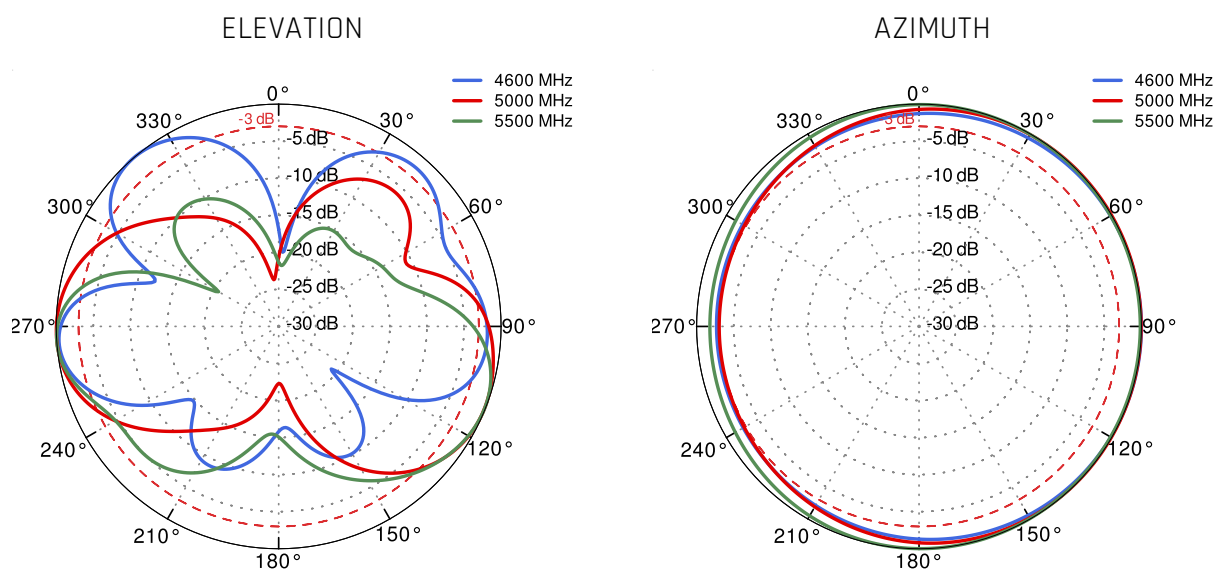 ELEVATION
4600 MHz
5000 MHz
5500 MHz
0°
30°
60°
90°
120°
150°
180°
210°
240°
270°
300°
330°
-3 dB
-5 dB
-10 dB
-15 dB
-20 dB
-25 dB
-30 dB
AZIMUTH
4600 MHz
5000 MHz
5500 MHz
0°
30°
60°
90°
120°
150°
180°
210°
240°
270°
300°
330°
3 dB
-5 dB
-10 dB
-15 dB
-20 dB
-25 dB
-30 dB